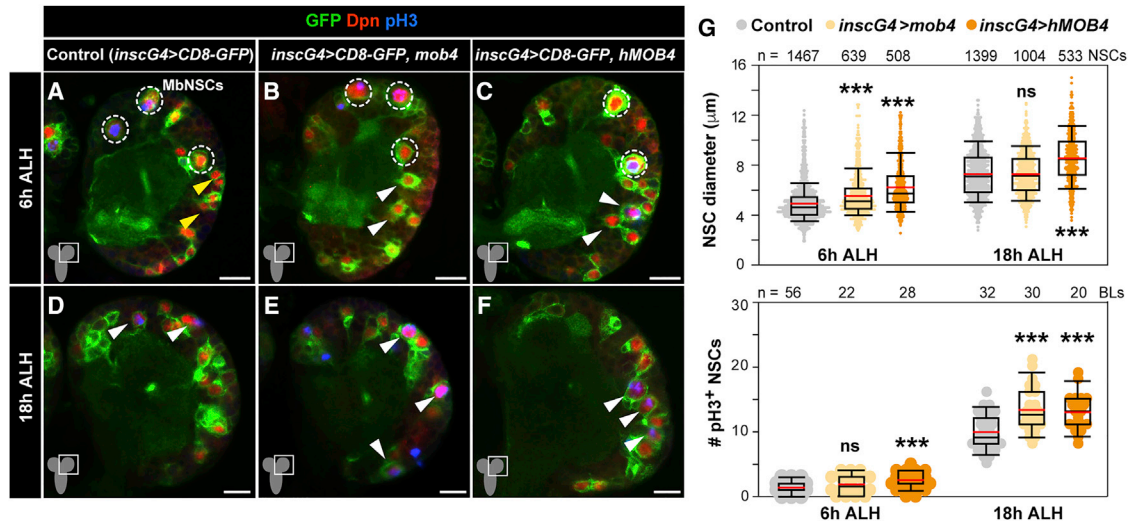 GFP Dpn pH3
Control (inscG4>CD8-GFP) inscG4>CD8-GFP, mob4 inscG4>CD8-GFP, hMOB4
6h ALH
A MbNSCs B C
18h ALH
D E F
G Control inscG4>mob4 inscG4>hMOB4
n = 1467 639 508 1399 1004 533 NSCs
NSC diameter (μm)
16
12
8
4
0
*** *** ns ***
6h ALH 18h ALH
n = 56 22 28 32 30 20 BLs
# pH3+ NSCs
30
20
10
0
ns *** *** ***
6h ALH 18h ALH